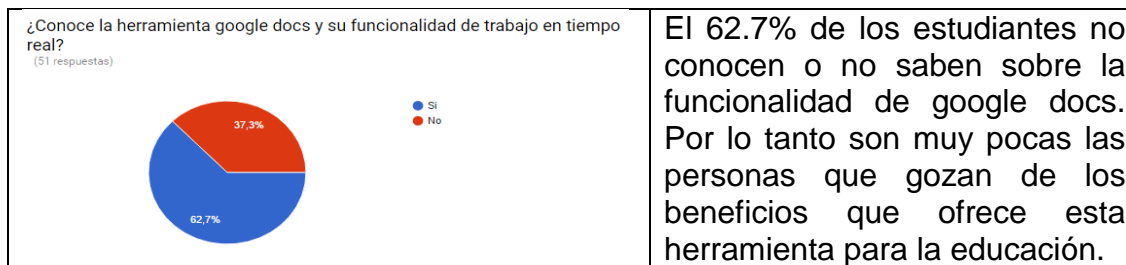 ¿Conoce la herramienta google docs y su funcionalidad de trabajo en tiempo
real?
(51 respuestas)
Si
No
37,3%
62,7%
El 62.7% de los estudiantes no
conocen o no saben sobre la
funcionalidad de google docs.
Por lo tanto son muy pocas las
personas que gozan de los
beneficios que ofrece esta
herramienta para la educación.